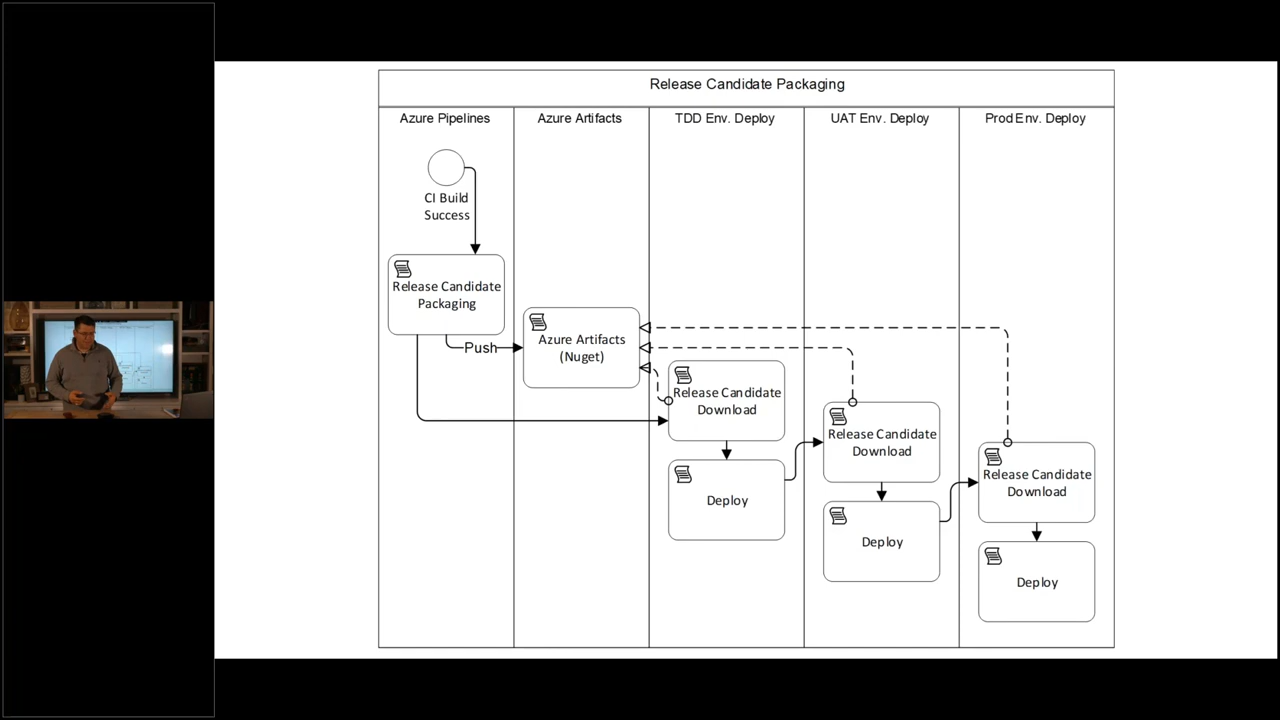 Release Candidate Packaging
Azure Pipelines
Azure Artifacts
TDD Env. Deploy
UAT Env. Deploy
Prod Env. Deploy
CI Build
Success
Release Candidate
Packaging
Push
Azure Artifacts
(Nuget)
Release Candidate
Download
Deploy
Release Candidate
Download
Deploy
Release Candidate
Download
Deploy